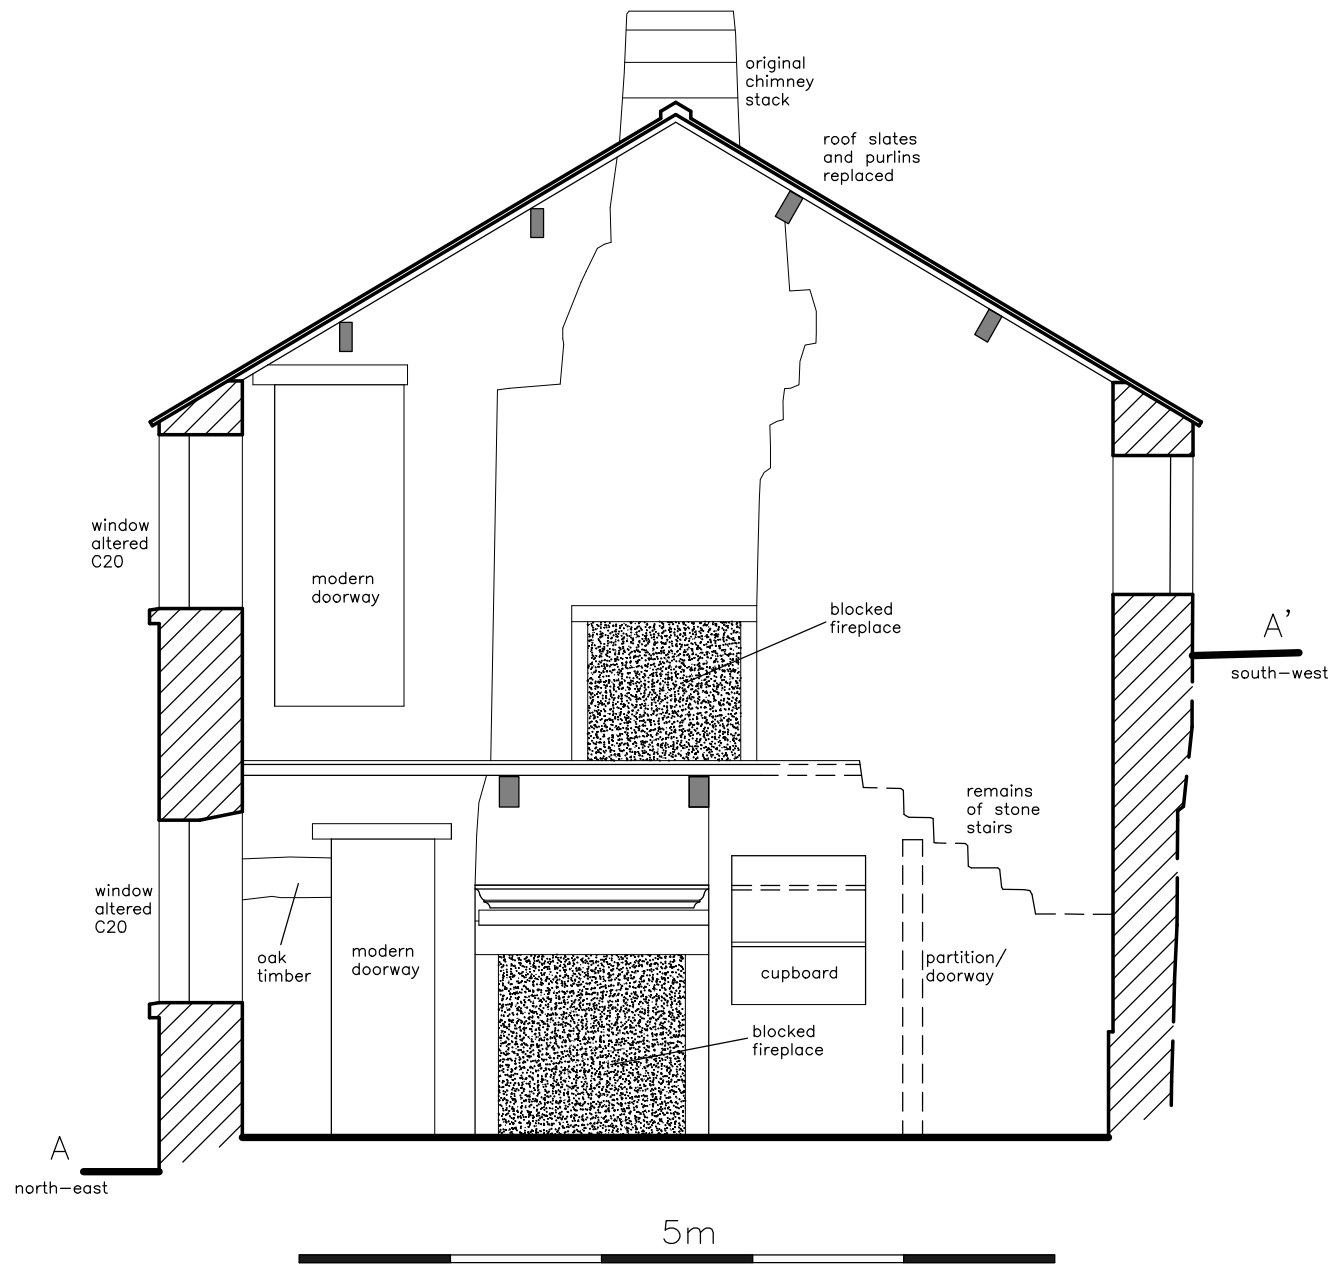 original
chimney
stack
roof slates
and purlins
replaced
window
altered
C20
modern
doorway
blocked
fireplace
A'
south-west
remains
of stone
stairs
window
altered
C20
oak
timber
modern
doorway
cupboard
partition/
doorway
blocked
fireplace
A
north-east
5m